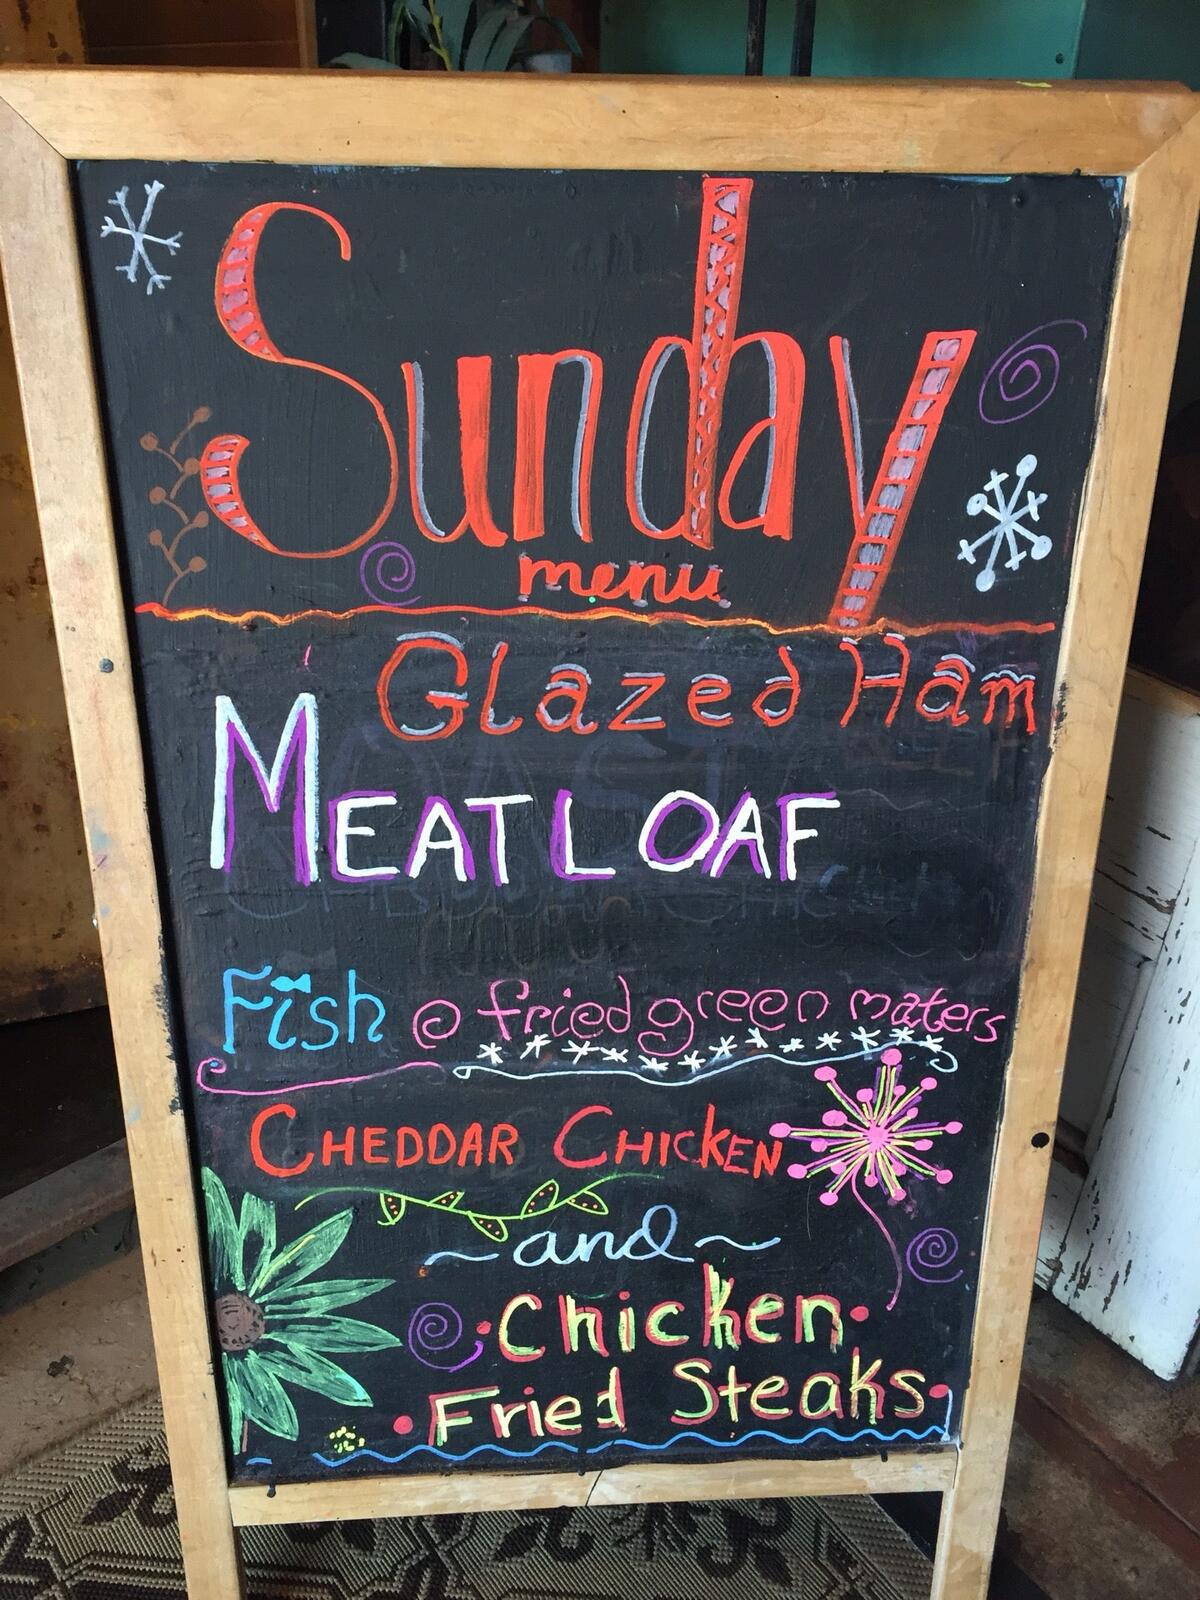 Sunday
menu
Glazed Ham
MEATLOAF
Fish @ fried green maters
CHEDDAR CHICKEN
~and~
Chicken
Fried Steaks